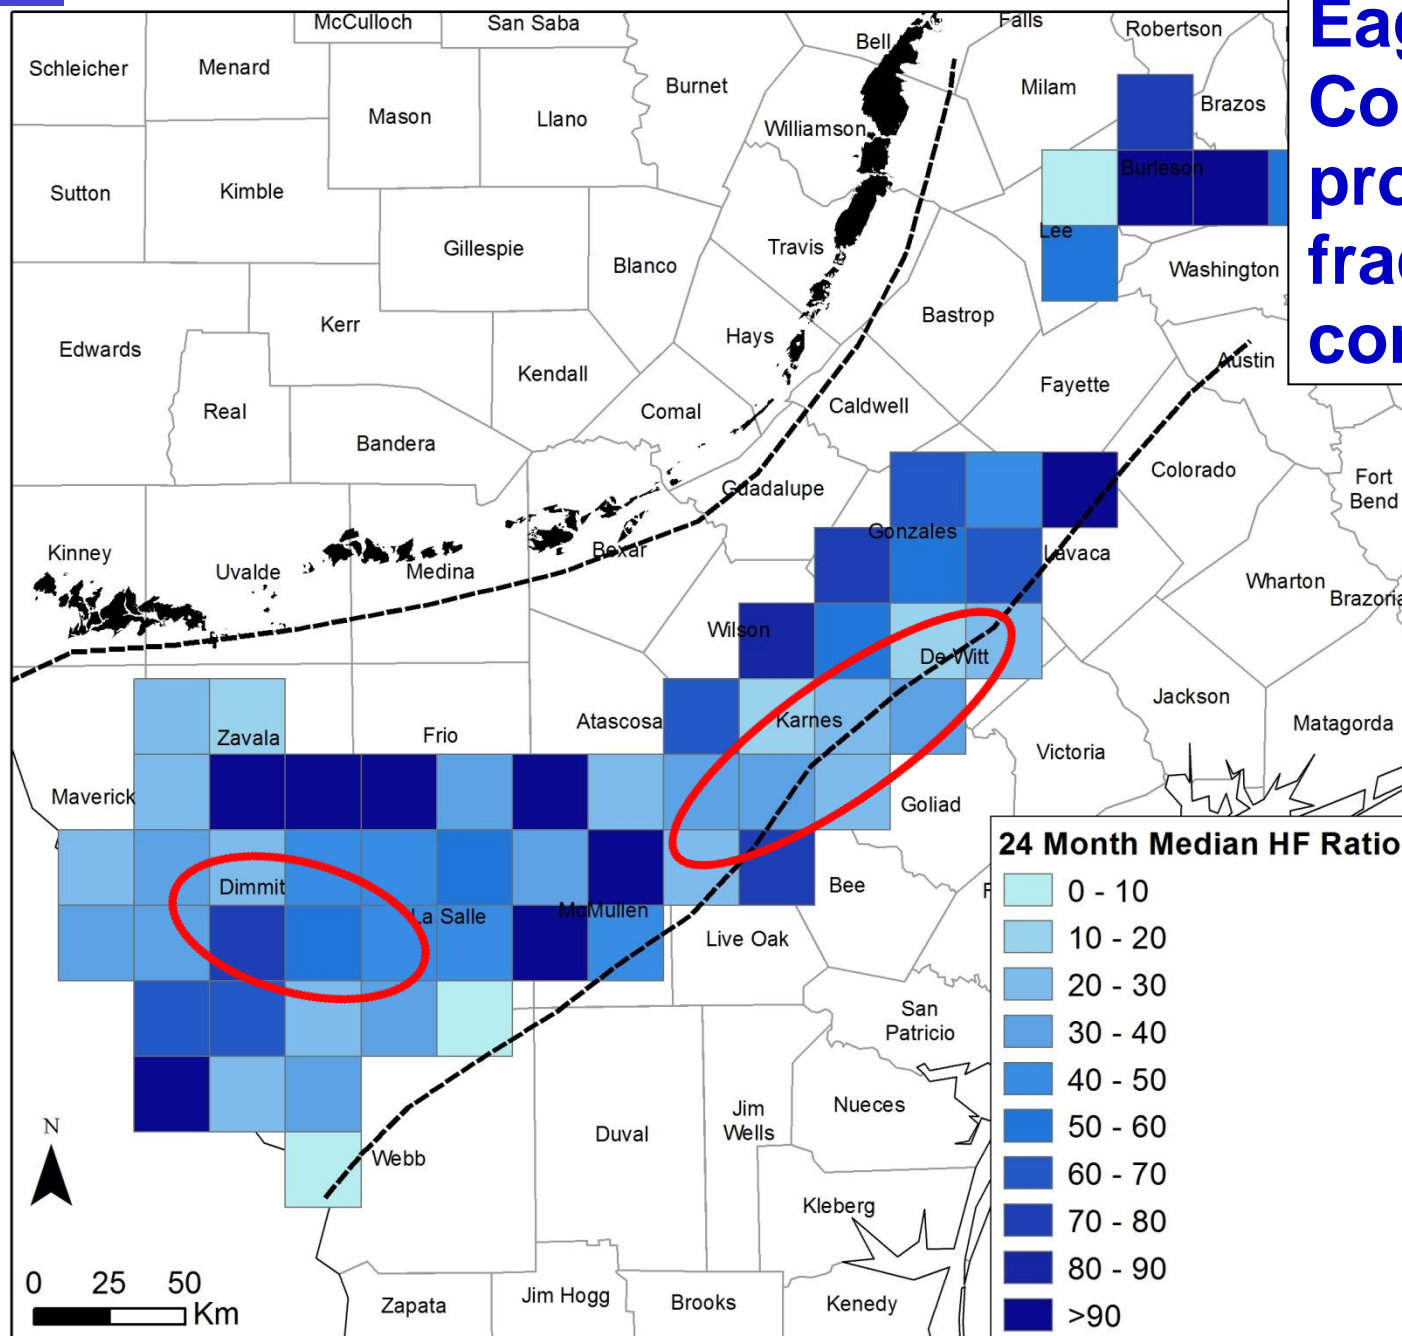 McCulloch
San Saba
Falls
Robertson
Bell
Schleicher
Menard
Burnet
Milam
Mason
Llano
Brazos
Williamson
Burleson
Sutton
Kimble
Lee
Gillespie
Blanco
Travis
Washington
Bastrop
Kerr
Hays
Edwards
Austin
Kendall
Fayette
Real
Comal
Caldwell
Bandera
Colorado
Fort
Bend
Guadalupe
Gonzales
Kinney
Bexar
Lavaca
Uvalde
Medina
Wharton
Brazoria
Wilson
De Witt
Jackson
Atascosa
Karnes
Matagorda
Zavala
Frio
Victoria
Maverick
Goliad
Dimmit
Bee
La Salle
McMullen
Live Oak
San
Patricio
Nueces
Jim
Wells
Duval
Webb
Kleberg
Zapata
Jim Hogg
Brooks
Kenedy
N
0 25 50
Km
24 Month Median HF Ratio
0 - 10
10 - 20
20 - 30
30 - 40
40 - 50
50 - 60
60 - 70
70 - 80
80 - 90
>90